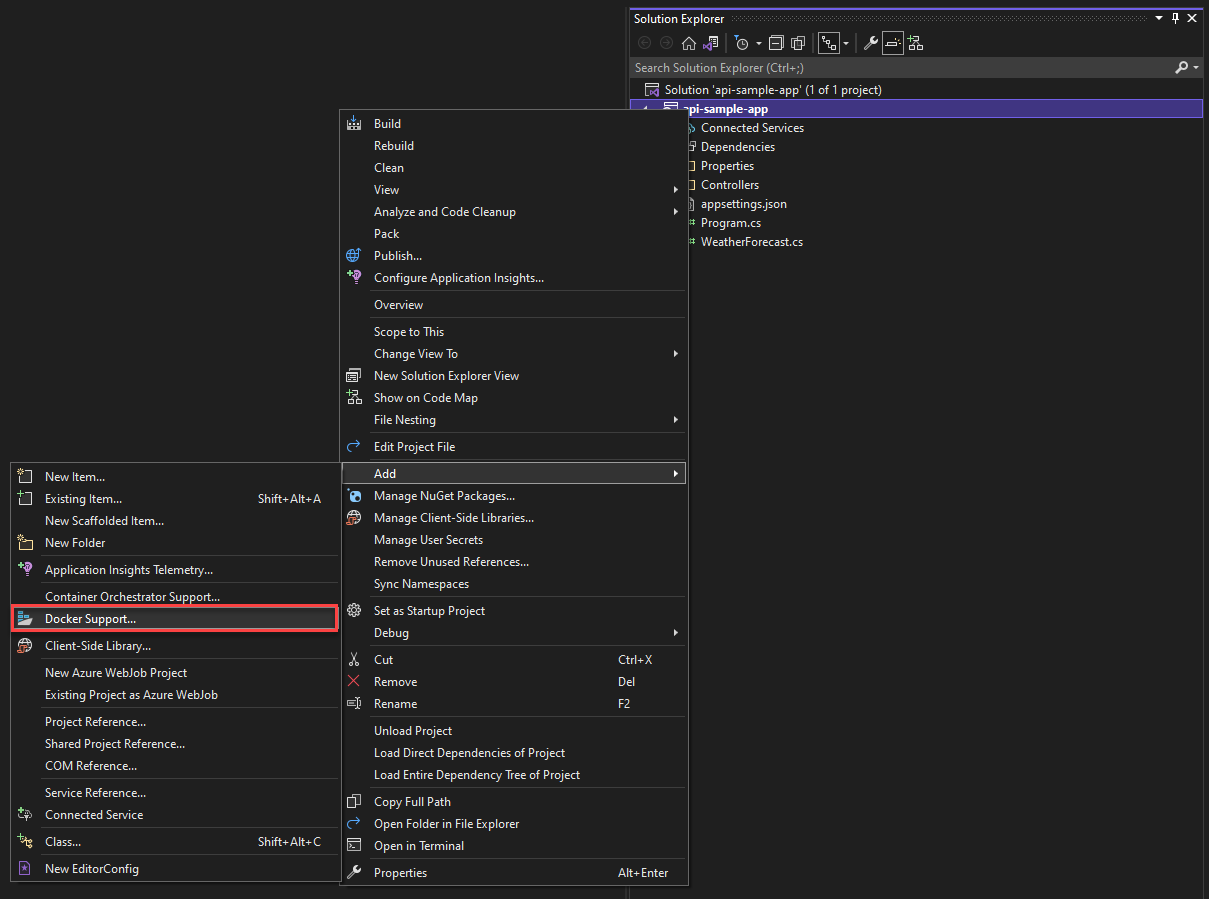 Solution Explorer
Search Solution Explorer (Ctrl+;)
Solution 'api-sample-app' (1 of 1 project)
api-sample-app
Connected Services
Dependencies
Properties
Controllers
appsettings.json
Program.cs
WeatherForecast.cs
Build
Rebuild
Clean
View
Analyze and Code Cleanup
Pack
Publish...
Configure Application Insights...
Overview
Scope to This
Change View To
New Solution Explorer View
Show on Code Map
File Nesting
Edit Project File
Add
Manage NuGet Packages...
Manage Client-Side Libraries...
Manage User Secrets
Remove Unused References...
Sync Namespaces
Set as Startup Project
Debug
Cut Ctrl+X
Remove Del
Rename F2
Unload Project
Load Direct Dependencies of Project
Load Entire Dependency Tree of Project
Copy Full Path
Open Folder in File Explorer
Open in Terminal
Properties Alt+Enter
New Item...
Existing Item... Shift+Alt+A
New Scaffolded Item...
New Folder
Application Insights Telemetry...
Container Orchestrator Support...
Docker Support...
Client-Side Library...
New Azure WebJob Project
Existing Project as Azure WebJob
Project Reference...
Shared Project Reference...
COM Reference...
Service Reference...
Connected Service
Class... Shift+Alt+C
New EditorConfig